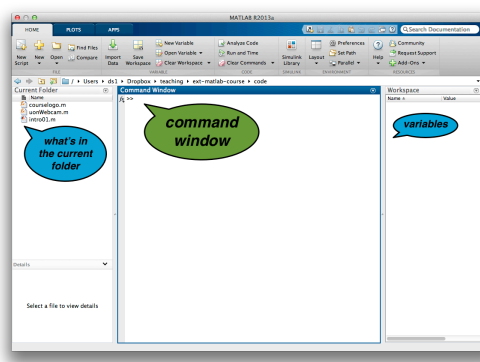 MATLAB R2013a
HOME PLOTS APPS
Search Documentation
New Script
New
Open
Find Files
Compare
Import Data
Save Workspace
New Variable
Open Variable
Clear Workspace
Analyze Code
Run and Time
Clear Commands
Simulink Library
Layout
Preferences
Set Path
Parallel
Help
Community
Request Support
Add-Ons
FILE VARIABLE CODE SIMULINK ENVIRONMENT RESOURCES
/ Users ds1 Dropbox teaching ext-matlab-course code
Current Folder
Name
courselogo.m
uonWebcam.m
intro01.m
what's in
the current
folder
Details
Select a file to view details
Command Window
fx >>
command
window
Workspace
Name Value
variables